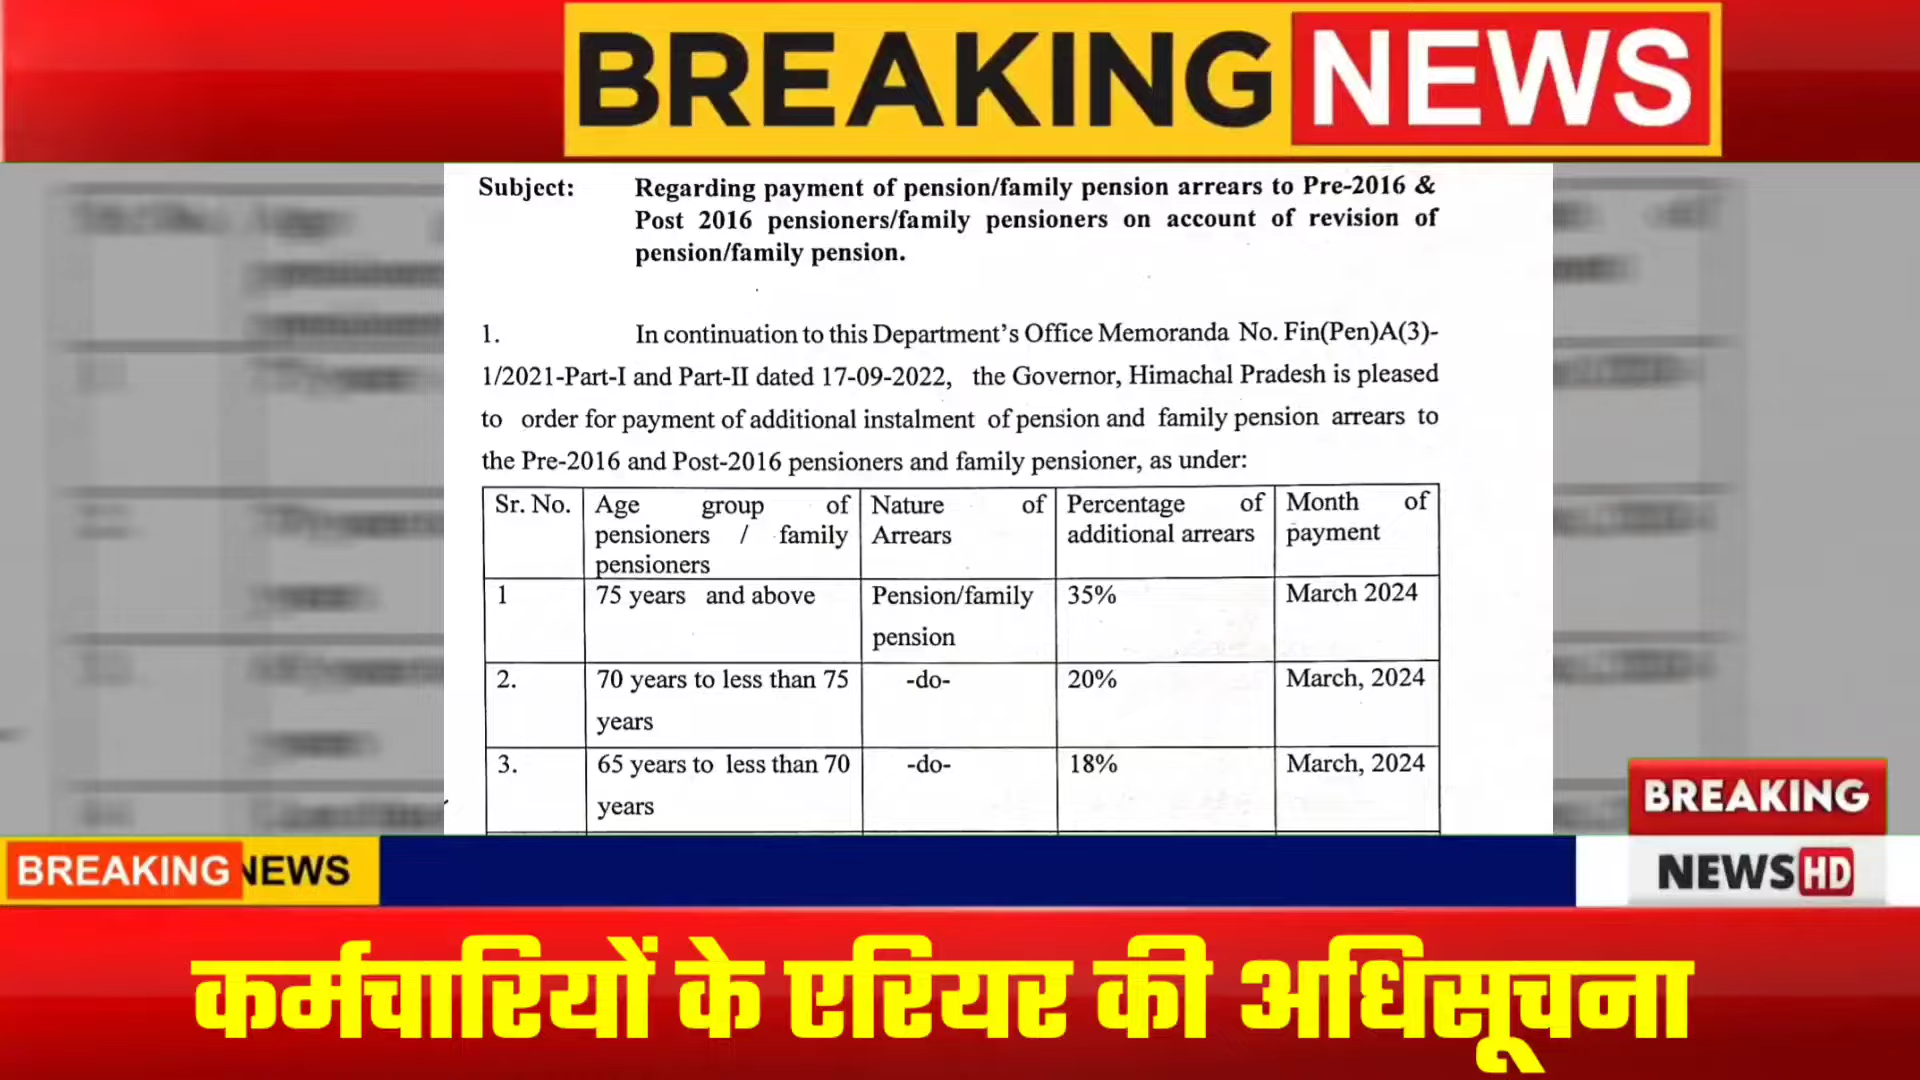 BREAKING NEWS
Subject: Regarding payment of pension/family pension arrears to Pre-2016 &
Post 2016 pensioners/family pensioners on account of revision of
pension/family pension.
1. In continuation to this Department's Office Memoranda No. Fin(Pen)A(3)-
1/2021-Part-I and Part-II dated 17-09-2022, the Governor, Himachal Pradesh is pleased
to order for payment of additional instalment of pension and family pension arrears to
the Pre-2016 and Post-2016 pensioners and family pensioner, as under:
Sr. No. Age group of Nature of Percentage of Month of
pensioners / family Arrears additional arrears payment
pensioners
1 75 years and above Pension/family 35% March 2024
pension
2. 70 years to less than 75 -do- 20% March, 2024
years
3. 65 years to less than 70 -do- 18% March, 2024
years
BREAKING
NEWS HD
BREAKING NEWS
कर्मचारियों के एरियर की अधिसूचना